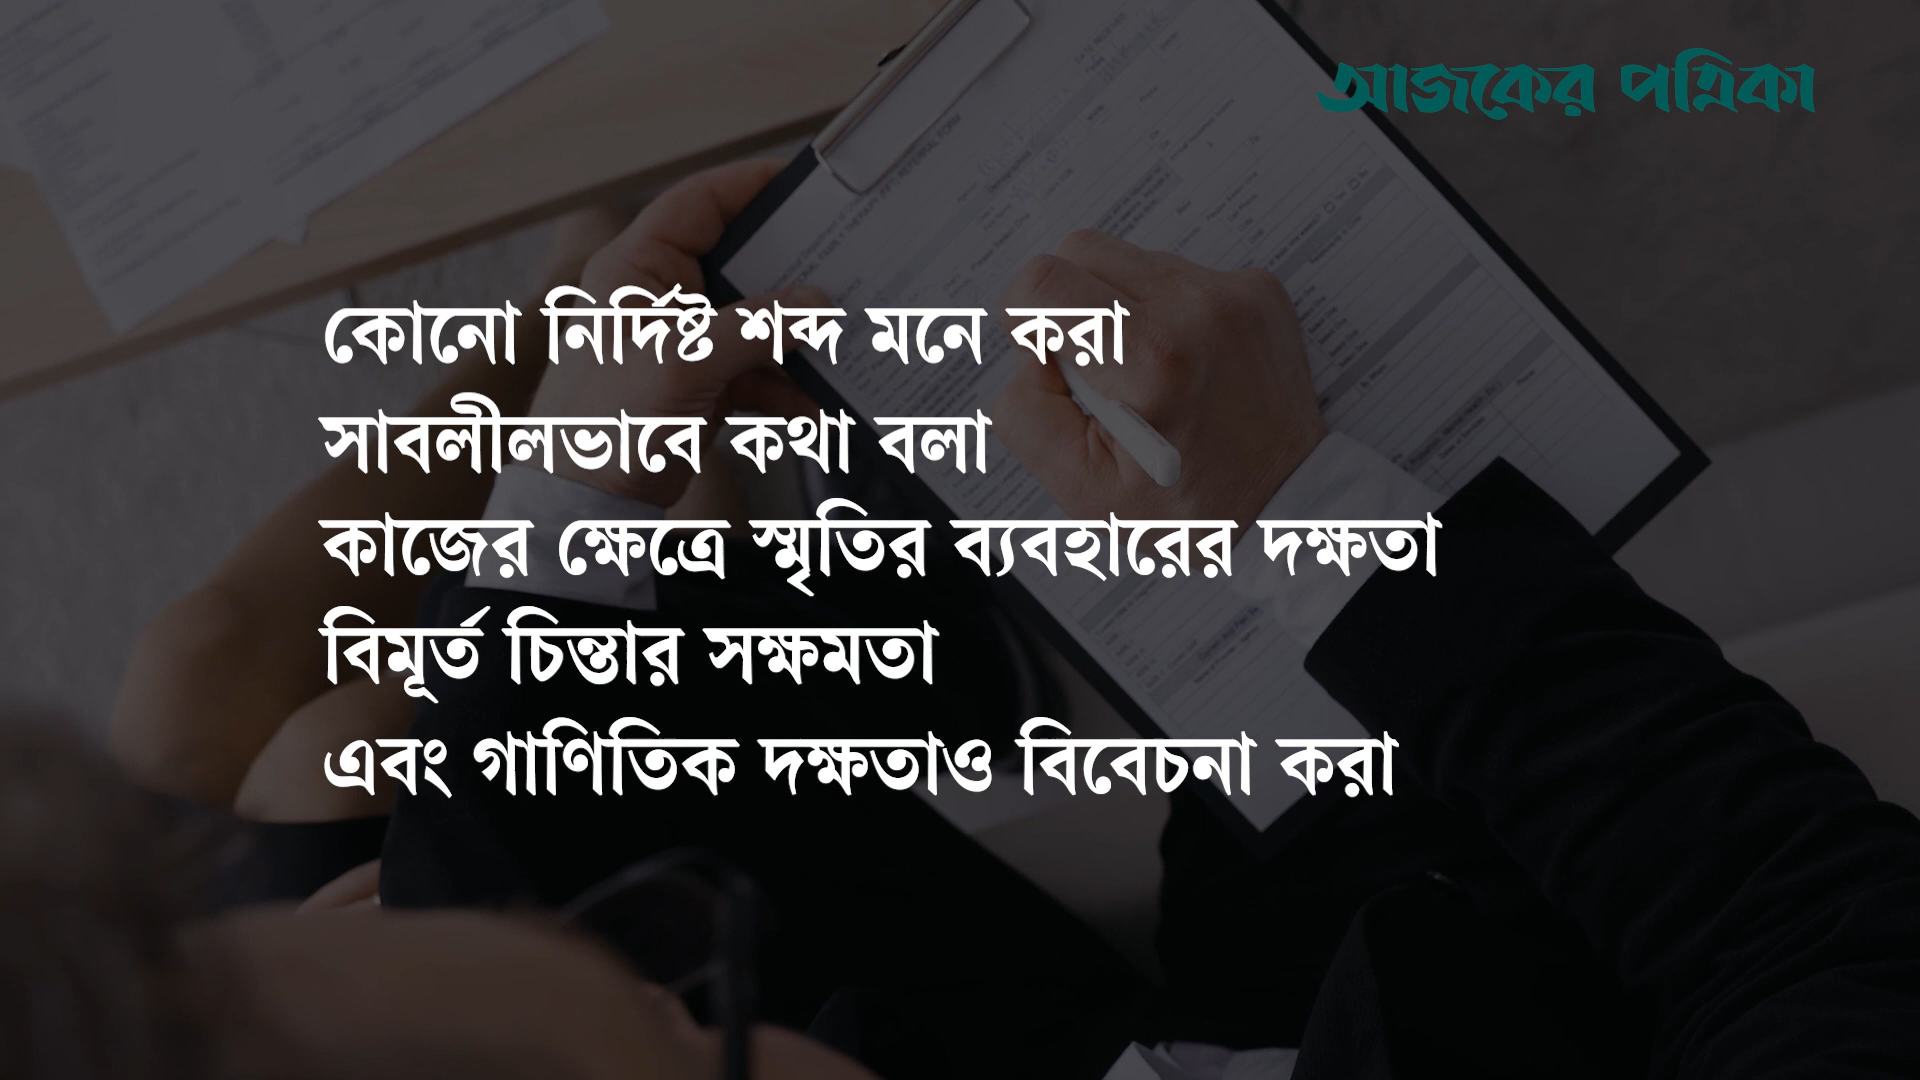 আজকের পত্রিকা
কোনো নির্দিষ্ট শব্দ মনে করা
সাবলীলভাবে কথা বলা
কাজের ক্ষেত্রে স্মৃতির ব্যবহারের দক্ষতা
বিমূর্ত চিন্তার সক্ষমতা
এবং গাণিতিক দক্ষতাও বিবেচনা করা